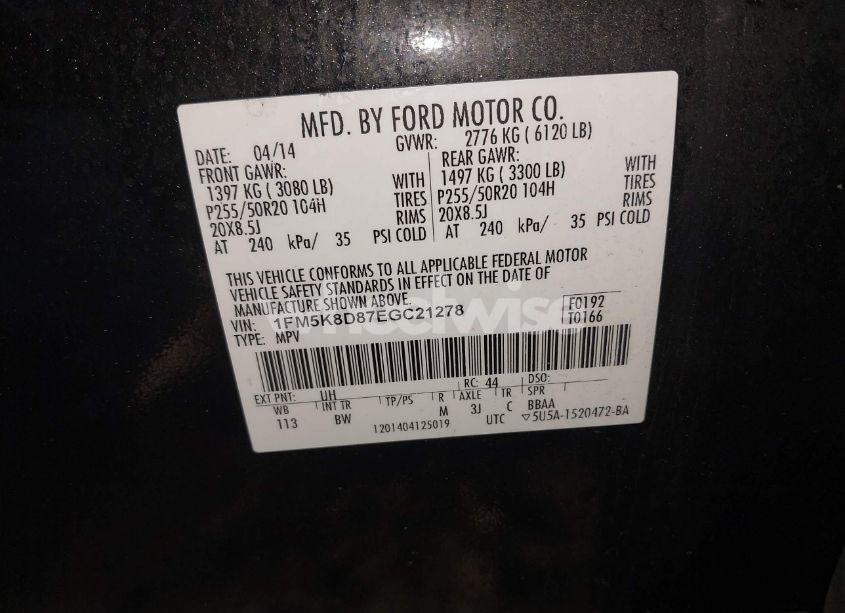 MFD. BY FORD MOTOR CO.
DATE: 04/14 GVWR: 2776 KG ( 6120 LB)
FRONT GAWR: REAR GAWR:
1397 KG ( 3080 LB) WITH 1497 KG ( 3300 LB) WITH
P255/50R20 104H TIRES P255/50R20 104H TIRES
20X8.5J RIMS 20X8.5J RIMS
AT 240 kPa/ 35 PSI COLD AT 240 kPa/ 35 PSI COLD
THIS VEHICLE CONFORMS TO ALL APPLICABLE FEDERAL MOTOR
VEHICLE SAFETY STANDARDS IN EFFECT ON THE DATE OF
MANUFACTURE SHOWN ABOVE.
VIN: 1FM5K8D87EGC21278 F0192
TYPE: MPV T0166
wheelwise
EXT PNT: UH RC: 44 DSO:
WB INT TR TP/PS R AXLE TR SPR
113 BW M 3J C BBAA
1201404125019 UTC ▽5U5A-1520472-BA